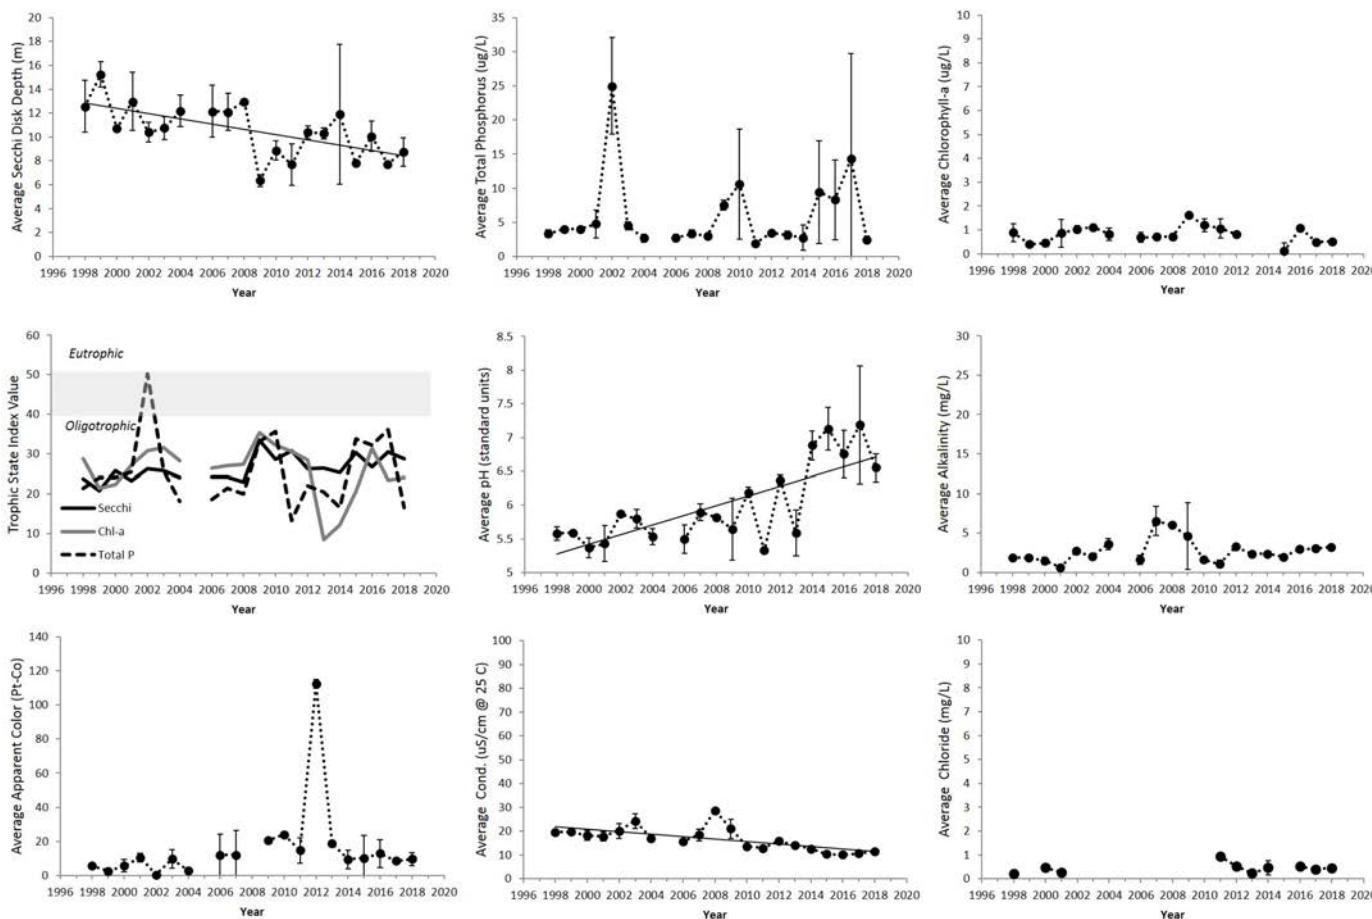 Average Secchi Disk Depth (m)
20
18
16
14
12
10
8
6
4
2
0
1996 1998 2000 2002 2004 2006 2008 2010 2012 2014 2016 2018 2020
Year
Average Total Phosphorus (ug/L)
35
30
25
20
15
10
5
0
1996 1998 2000 2002 2004 2006 2008 2010 2012 2014 2016 2018 2020
Year
Average Chlorophyll-a (ug/L)
10
9
8
7
6
5
4
3
2
1
0
1996 1998 2000 2002 2004 2006 2008 2010 2012 2014 2016 2018 2020
Year
Trophic State Index Value
60
50
40
30
20
10
0
Eutrophic
Oligotrophic
Secchi
Chl-a
Total P
1996 1998 2000 2002 2004 2006 2008 2010 2012 2014 2016 2018 2020
Year
Average pH (standard units)
8.5
8
7.5
7
6.5
6
5.5
5
1996 1998 2000 2002 2004 2006 2008 2010 2012 2014 2016 2018 2020
Year
Average Alkalinity (mg/L)
30
25
20
15
10
5
0
1996 1998 2000 2002 2004 2006 2008 2010 2012 2014 2016 2018 2020
Year
Average Apparent Color (Pt-Co)
140
120
100
80
60
40
20
0
1996 1998 2000 2002 2004 2006 2008 2010 2012 2014 2016 2018 2020
Year
Average Cond. (uS/cm @ 25 C)
100
90
80
70
60
50
40
30
20
10
0
1996 1998 2000 2002 2004 2006 2008 2010 2012 2014 2016 2018 2020
Year
Average Chloride (mg/L)
10
9
8
7
6
5
4
3
2
1
0
1996 1998 2000 2002 2004 2006 2008 2010 2012 2014 2016 2018 2020
Year